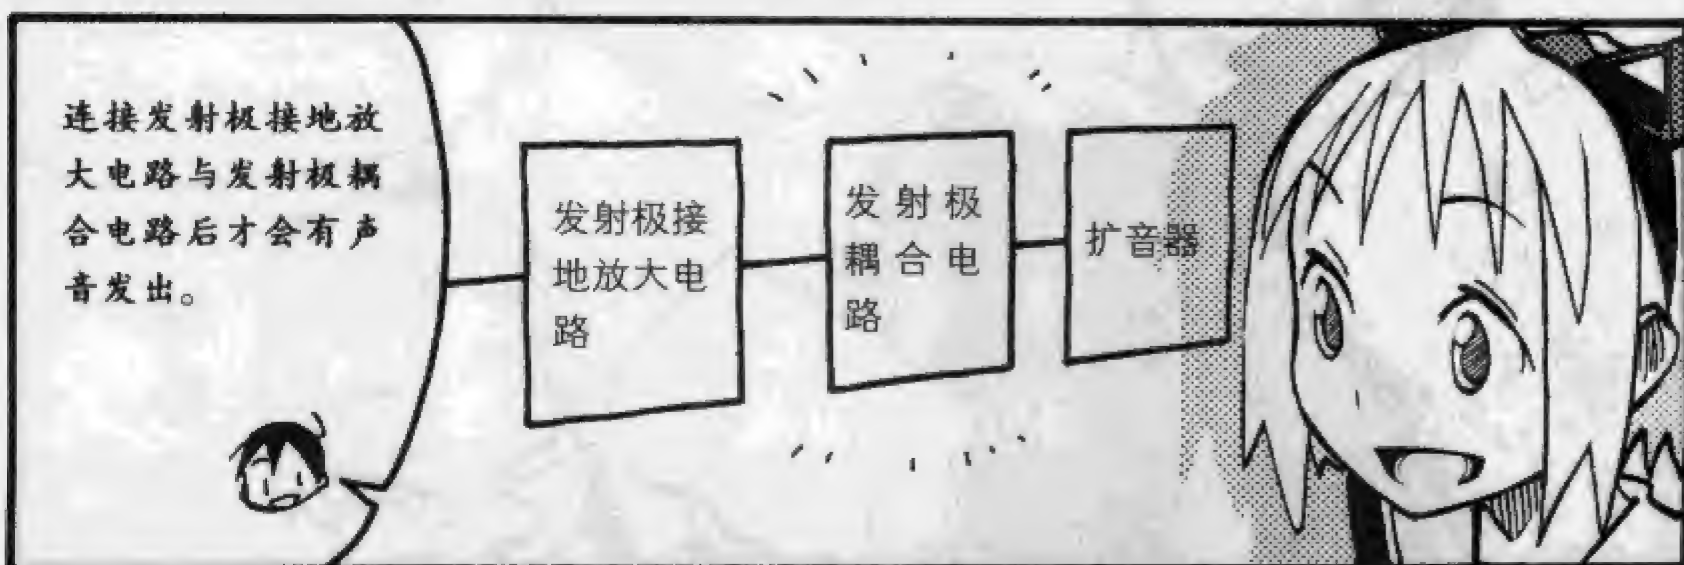 连接发射极接地放
大电路与发射极耦
合电路后才会有声
音发出。
发射极接
地放大电
路
发射极
耦合电
路
扩音器